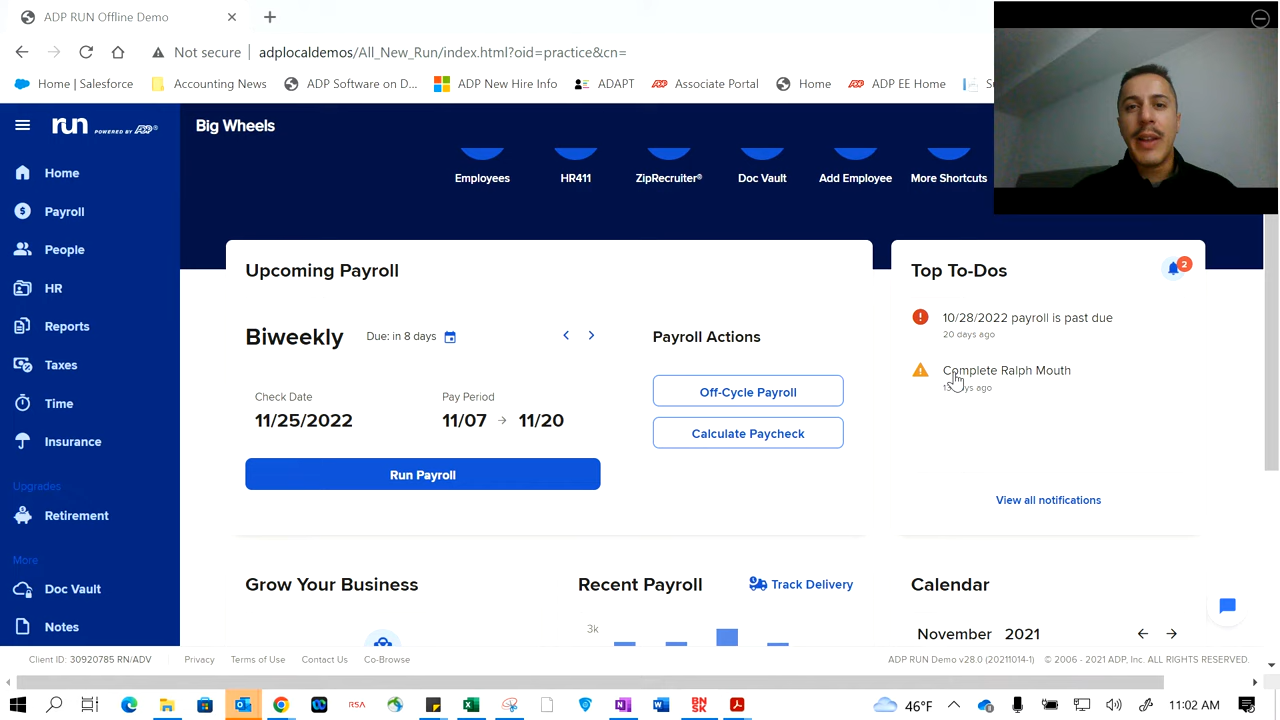 ADP RUN Offline Demo
Not secure adplocaldemos/All_New_Run/index.html?oid=practice&cn=
Home | Salesforce Accounting News ADP Software on D... ADP New Hire Info ADAPT Associate Portal Home ADP EE Home
run POWERED BY ADP
Big Wheels
Employees HR411 ZipRecruiter® Doc Vault Add Employee More Shortcuts
Home
Payroll
People
HR
Reports
Taxes
Time
Insurance
Upgrades
Retirement
More
Doc Vault
Notes
Upcoming Payroll
Biweekly Due: in 8 days
Check Date Pay Period
11/25/2022 11/07 → 11/20
Run Payroll
Payroll Actions
Off-Cycle Payroll
Calculate Paycheck
Top To-Dos 2
10/28/2022 payroll is past due
20 days ago
Complete Ralph Mouth
days ago
View all notifications
Grow Your Business
Recent Payroll Track Delivery
3k
Calendar
November 2021
Client ID: 30920785 RN/ADV Privacy Terms of Use Contact Us Co-Browse ADP RUN Demo v28.0 (20211014-1) © 2006 - 2021 ADP, Inc. ALL RIGHTS RESERVED.
RSA BNSK 46°F 11:02 AM